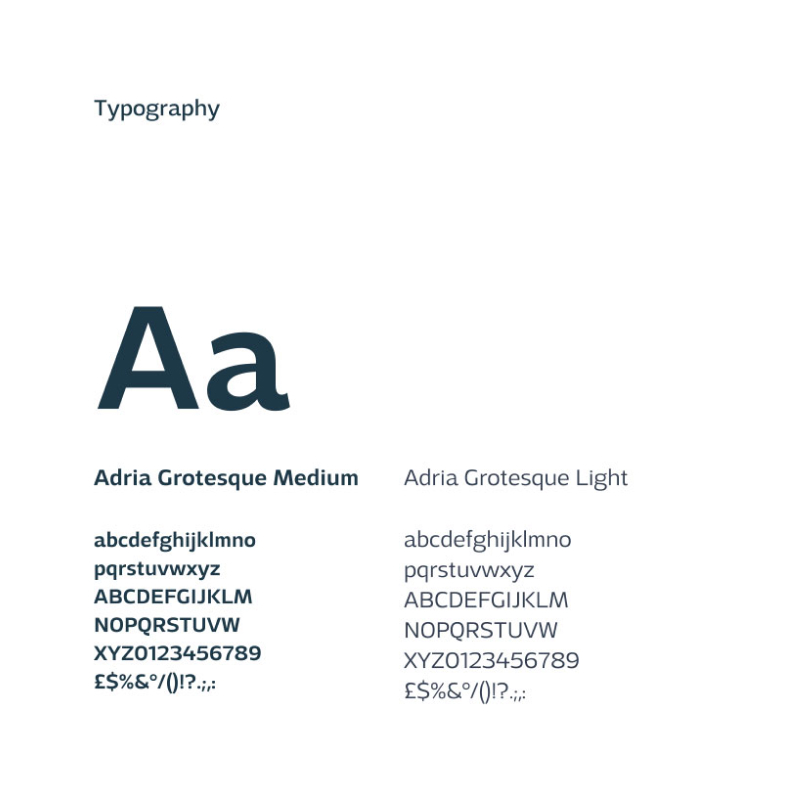 Typography
Aa
Adria Grotesque Medium
abcdefghijklmno
pqrstuvwxyz
ABCDEFGIJKLM
NOPQRSTUVW
XYZ0123456789
£$%&°/()!?.;,:
Adria Grotesque Light
abcdefghijklmno
pqrstuvwxyz
ABCDEFGIJKLM
NOPQRSTUVW
XYZ0123456789
£$%&°/()!?.;,: